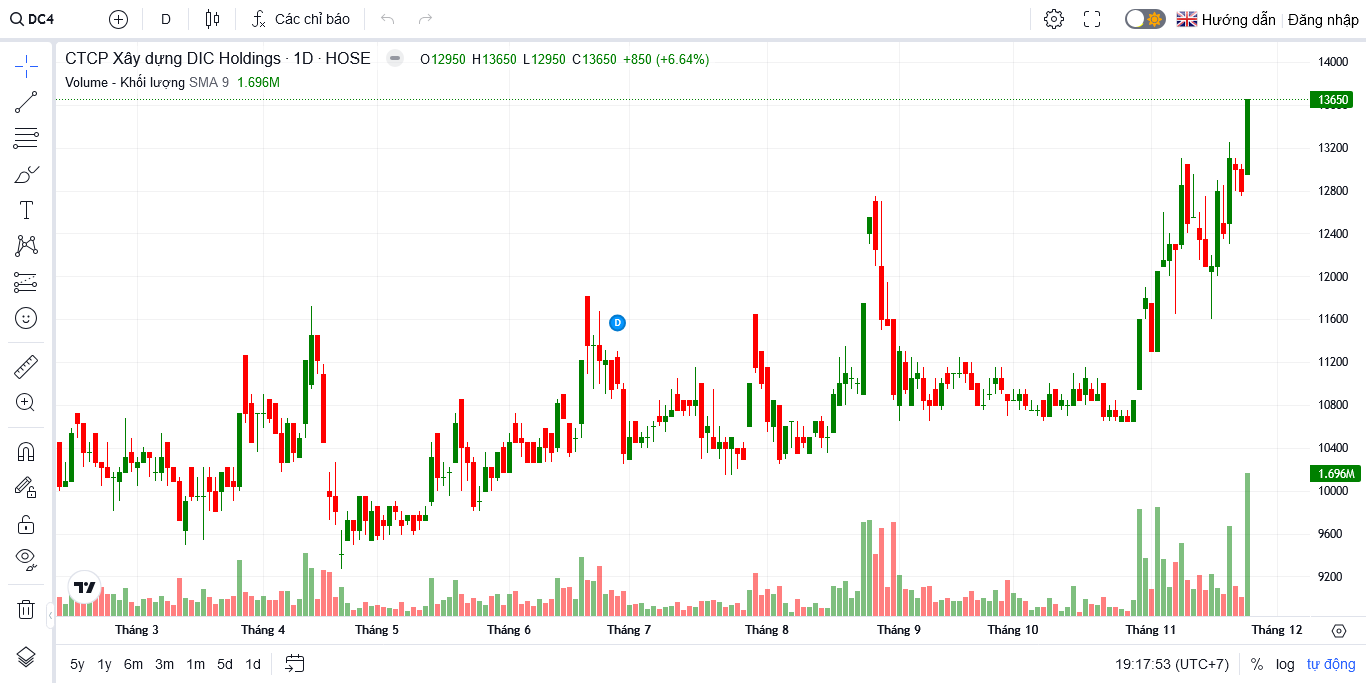 DC4 D Các chỉ báo Hướng dẫn Đăng nhập
CTCP Xây dựng DIC Holdings · 1D · HOSE O12950 H13650 L12950 C13650 +850 (+6.64%)
Volume - Khối lượng SMA 9 1.696M
14000
13650
13200
12800
12400
12000
11600
D
11200
10800
10400
1.696M
10000
9600
9200
Tháng 3 Tháng 4 Tháng 5 Tháng 6 Tháng 7 Tháng 8 Tháng 9 Tháng 10 Tháng 11 Tháng 12
5y 1y 6m 3m 1m 5d 1d 19:17:53 (UTC+7) % log tự động